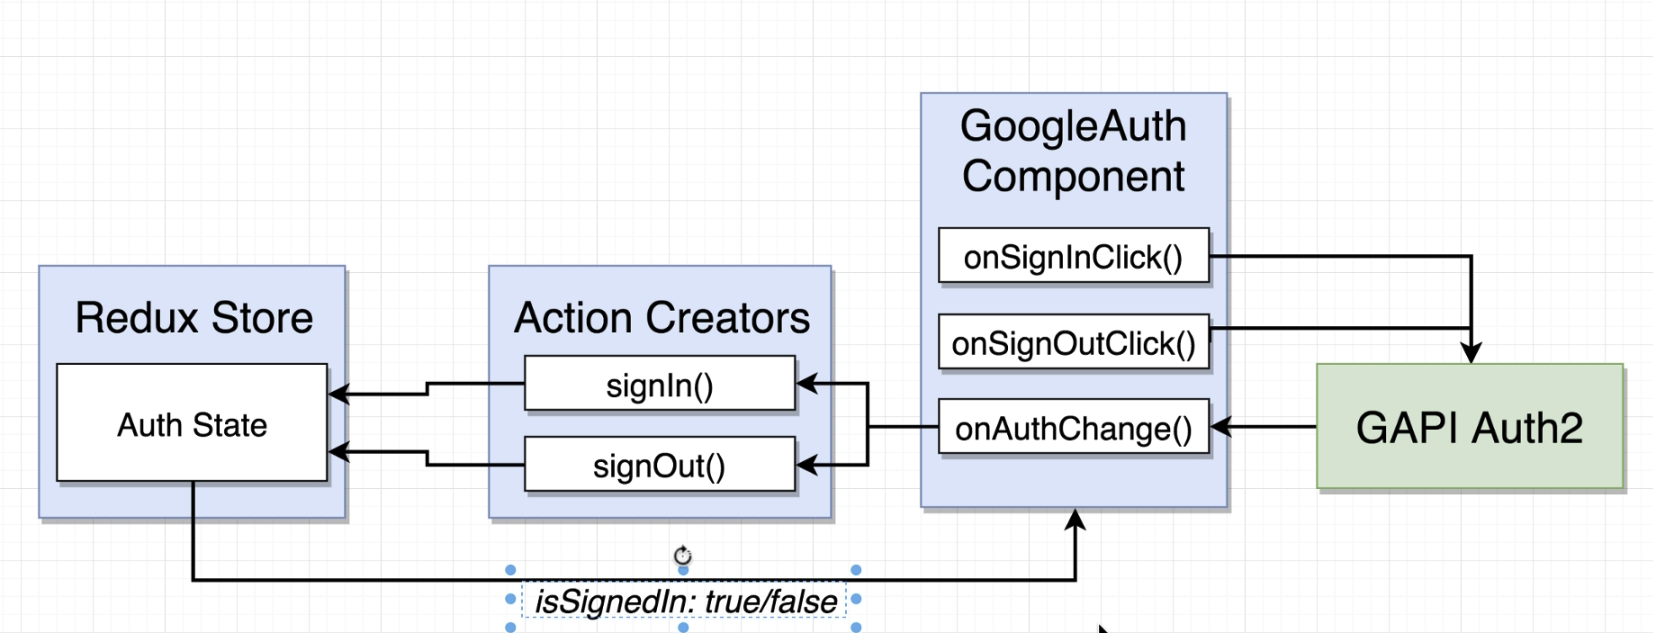 GoogleAuth
Component
onSignInClick()
onSignOutClick()
onAuthChange()
Redux Store
Auth State
Action Creators
signIn()
signOut()
GAPI Auth2
isSignedIn: true/false